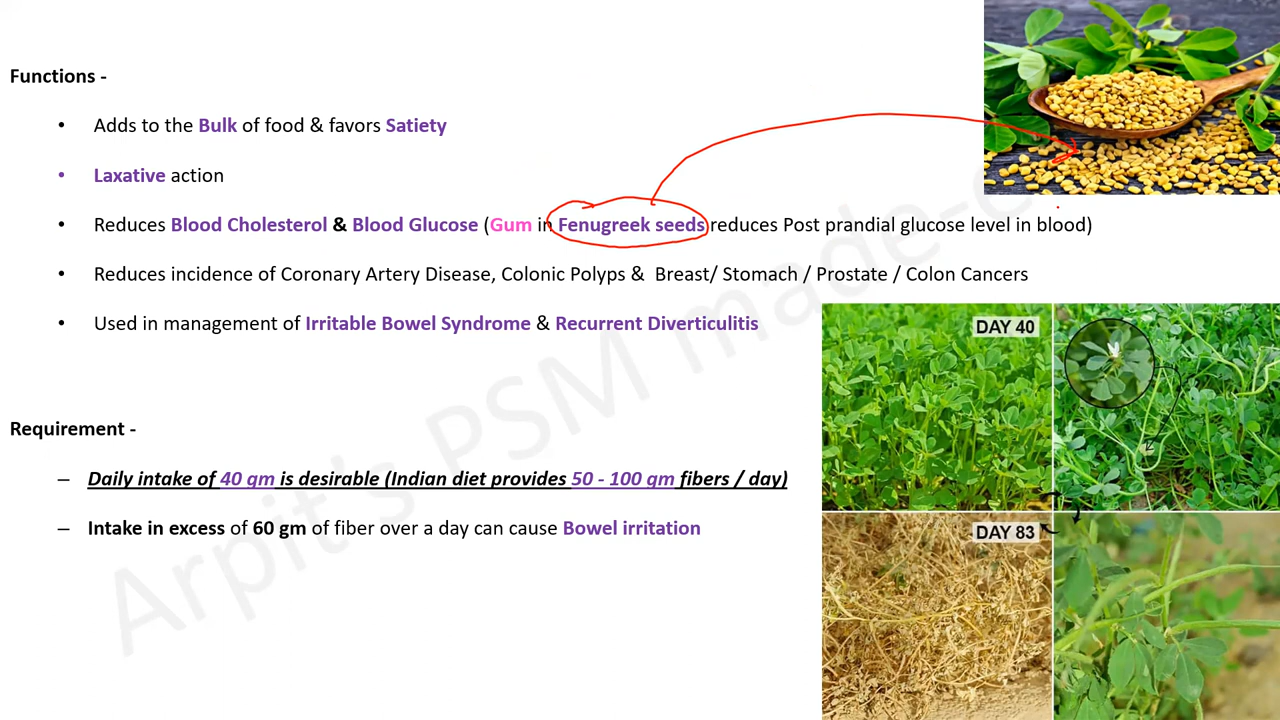 Functions -
• Adds to the Bulk of food & favors Satiety
• Laxative action
• Reduces Blood Cholesterol & Blood Glucose (Gum in Fenugreek seeds reduces Post prandial glucose level in blood)
• Reduces incidence of Coronary Artery Disease, Colonic Polyps & Breast/ Stomach / Prostate / Colon Cancers
• Used in management of Irritable Bowel Syndrome & Recurrent Diverticulitis
DAY 40
Requirement -
– Daily intake of 40 gm is desirable (Indian diet provides 50 - 100 gm fibers / day)
– Intake in excess of 60 gm of fiber over a day can cause Bowel irritation
DAY 83
Arpit's PSM made-e